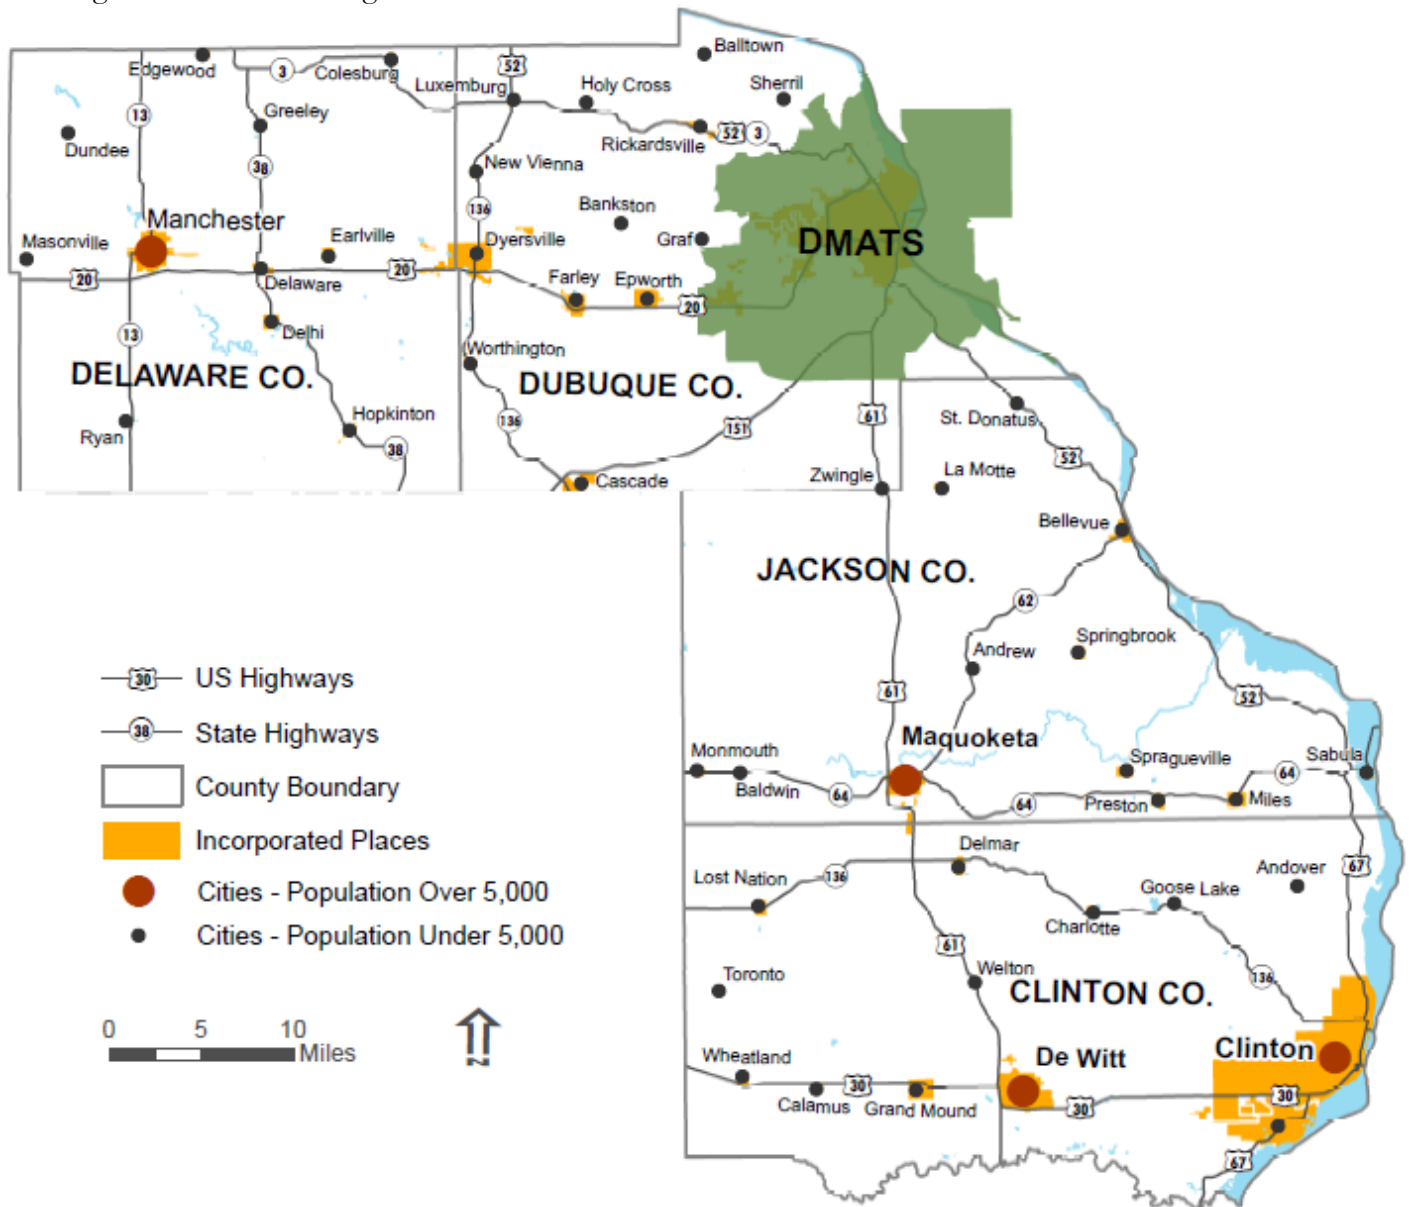 Balltown
Edgewood
3
Colesburg
52
Luxemburg
Holy Cross
Sherril
13
Greeley
Dundee
Rickardsville
52
3
38
New Vienna
136
Bankston
Manchester
Masonville
Earlville
Dyersville
Graf
DMATS
20
Delaware
20
Farley
Epworth
20
13
Delhi
Worthington
DELAWARE CO.
DUBUQUE CO.
Hopkinton
136
151
61
St. Donatus
Ryan
38
52
Cascade
Zwingle
La Motte
Bellevue
JACKSON CO.
62
Springbrook
Andrew
61
52
Maquoketa
Monmouth
Spragueville
Sabula
Baldwin
64
64
Preston
Miles
64
Delmar
136
Lost Nation
67
Andover
Goose Lake
Charlotte
61
Toronto
Welton
CLINTON CO.
136
Wheatland
De Witt
Clinton
30
Calamus
Grand Mound
30
30
67
30 US Highways
38 State Highways
County Boundary
Incorporated Places
Cities - Population Over 5,000
Cities - Population Under 5,000
0 5 10
Miles
N